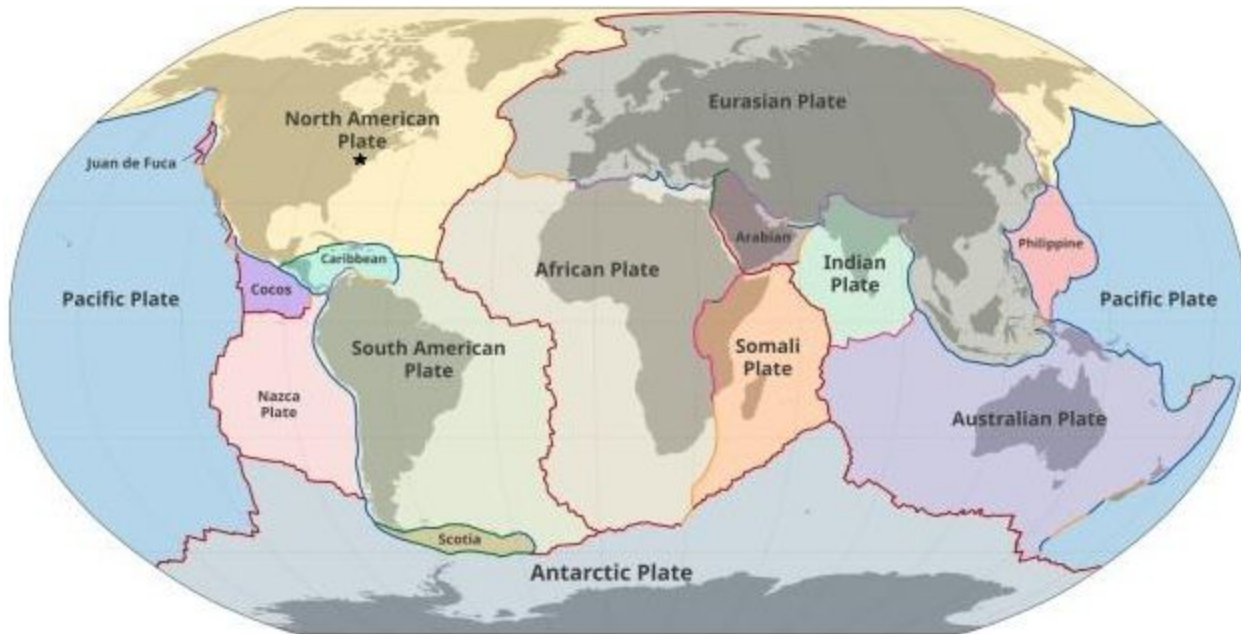 North American
Plate
Eurasian Plate
Juan de Fuca
Caribbean
Cocos
Pacific Plate
African Plate
Arabian
Indian
Plate
Philippine
Pacific Plate
South American
Plate
Somali
Plate
Nazca
Plate
Australian Plate
Scotia
Antarctic Plate